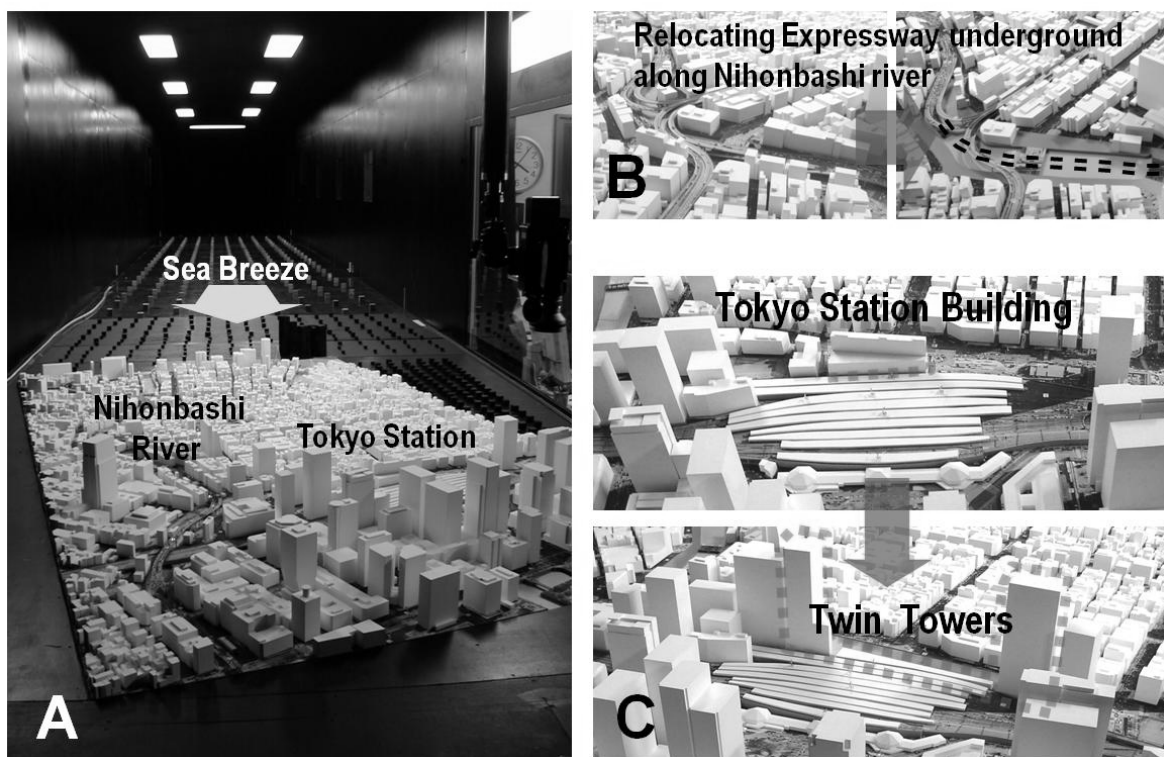 Sea Breeze
Nihonbashi
River
Tokyo Station
A
Relocating Expressway underground
along Nihonbashi river
B
Tokyo Station Building
Twin Towers
C